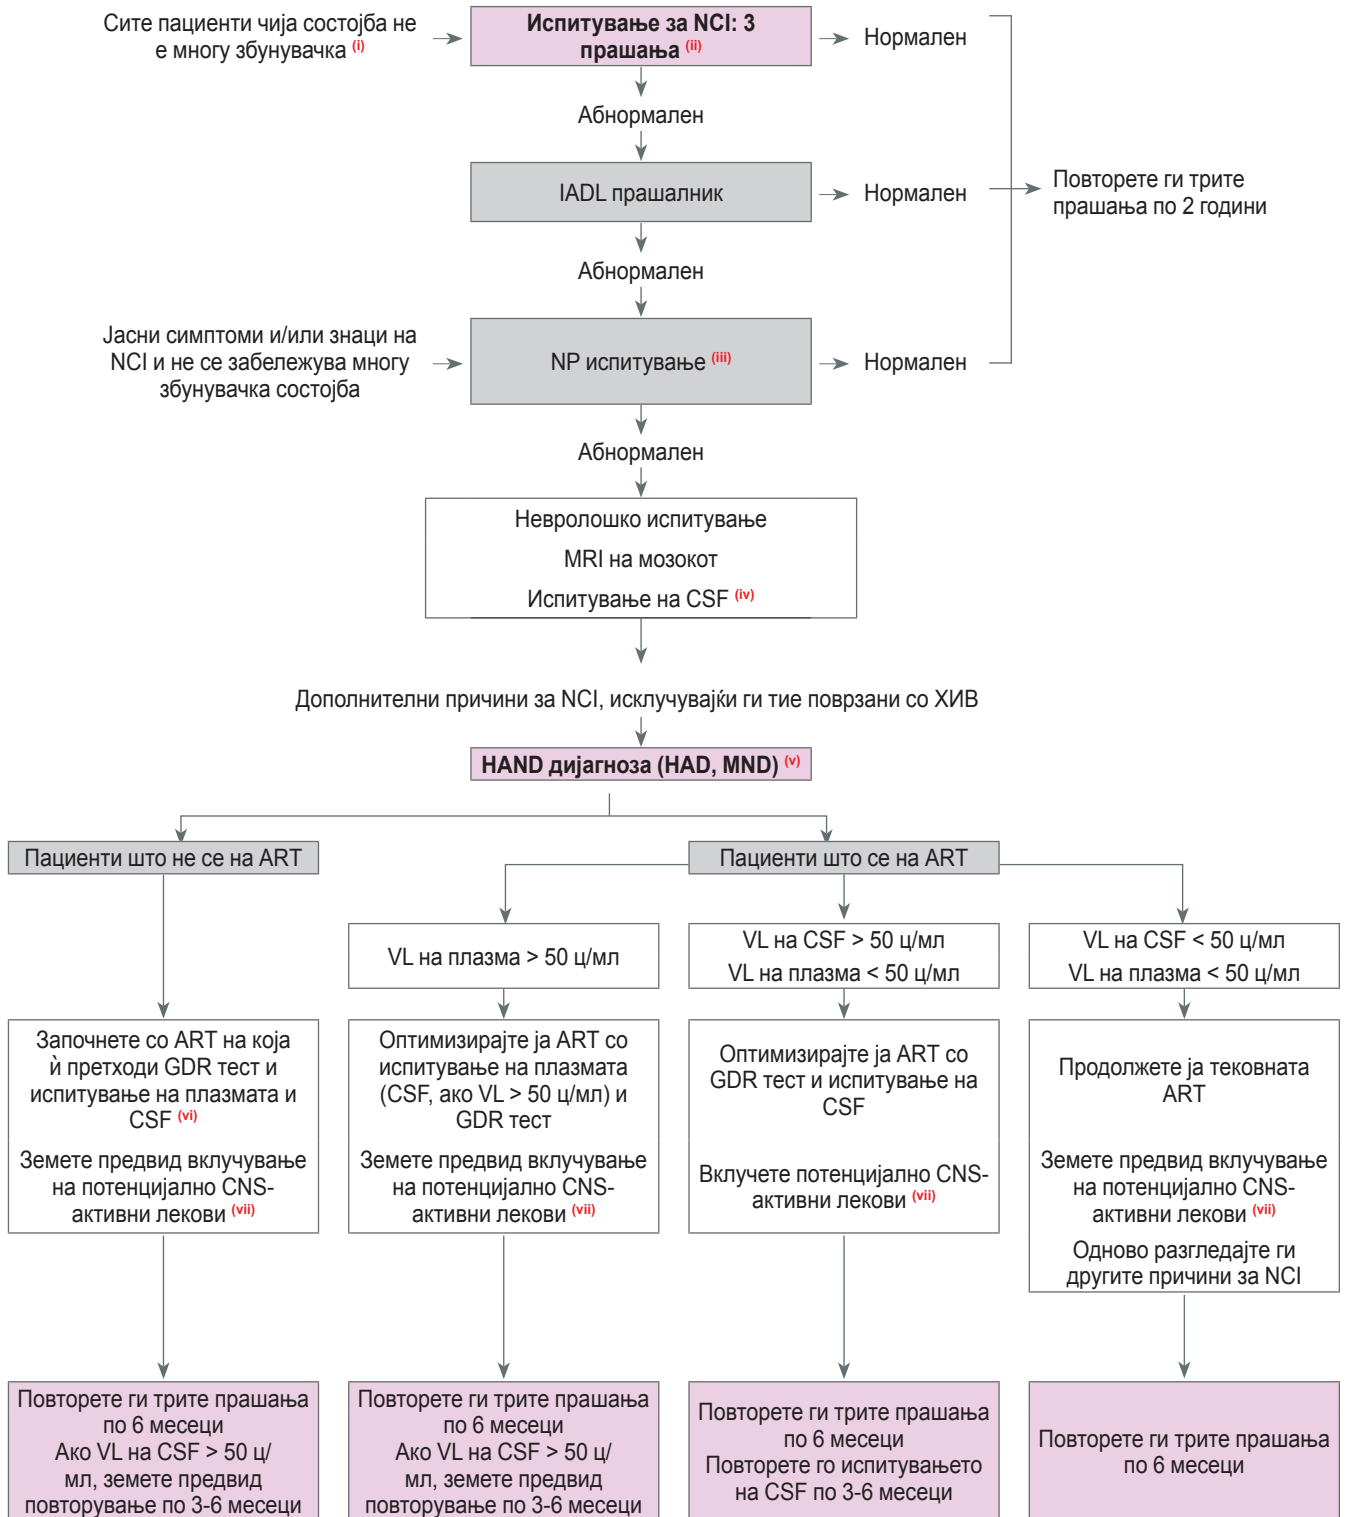 Сите пациенти чија состојба не
е многу збунувачка (i)
Испитување за NCI: 3
прашања (ii)
Нормален
Абнормален
IADL прашалник
Нормален
Повторете ги трите
прашања по 2 години
Абнормален
Јасни симптоми и/или знаци на
NCI и не се забележува многу
збунувачка состојба
NP испитување (iii)
Нормален
Абнормален
Невролошко испитување
MRI на мозокот
Испитување на CSF (iv)
Дополнителни причини за NCI, исклучувајќи ги тие поврзани со ХИВ
HAND дијагноза (HAD, MND) (v)
Пациенти што не се на ART
Пациенти што се на ART
VL на плазма > 50 ц/мл
VL на CSF > 50 ц/мл
VL на плазма < 50 ц/мл
VL на CSF < 50 ц/мл
VL на плазма < 50 ц/мл
Започнете со ART на која
ѝ претходи GDR тест и
испитување на плазмата и
CSF (vi)
Земете предвид вклучување
на потенцијално CNS-
активни лекови (vii)
Оптимизирајте ја ART со
испитување на плазмата
(CSF, ако VL > 50 ц/мл) и
GDR тест
Земете предвид вклучување
на потенцијално CNS-
активни лекови (vii)
Оптимизирајте ја ART со
GDR тест и испитување на
CSF
Вклучете потенцијално CNS-
активни лекови (vii)
Продолжете ја тековната
ART
Земете предвид вклучување
на потенцијално CNS-
активни лекови (vii)
Одново разгледајте ги
другите причини за NCI
Повторете ги трите прашања
по 6 месеци
Ако VL на CSF > 50 ц/
мл, земете предвид
повторување по 3-6 месеци
Повторете ги трите прашања
по 6 месеци
Ако VL на CSF > 50 ц/
мл, земете предвид
повторување по 3-6 месеци
Повторете ги трите прашања
по 6 месеци
Повторете го испитувањето
на CSF по 3-6 месеци
Повторете ги трите прашања
по 6 месеци